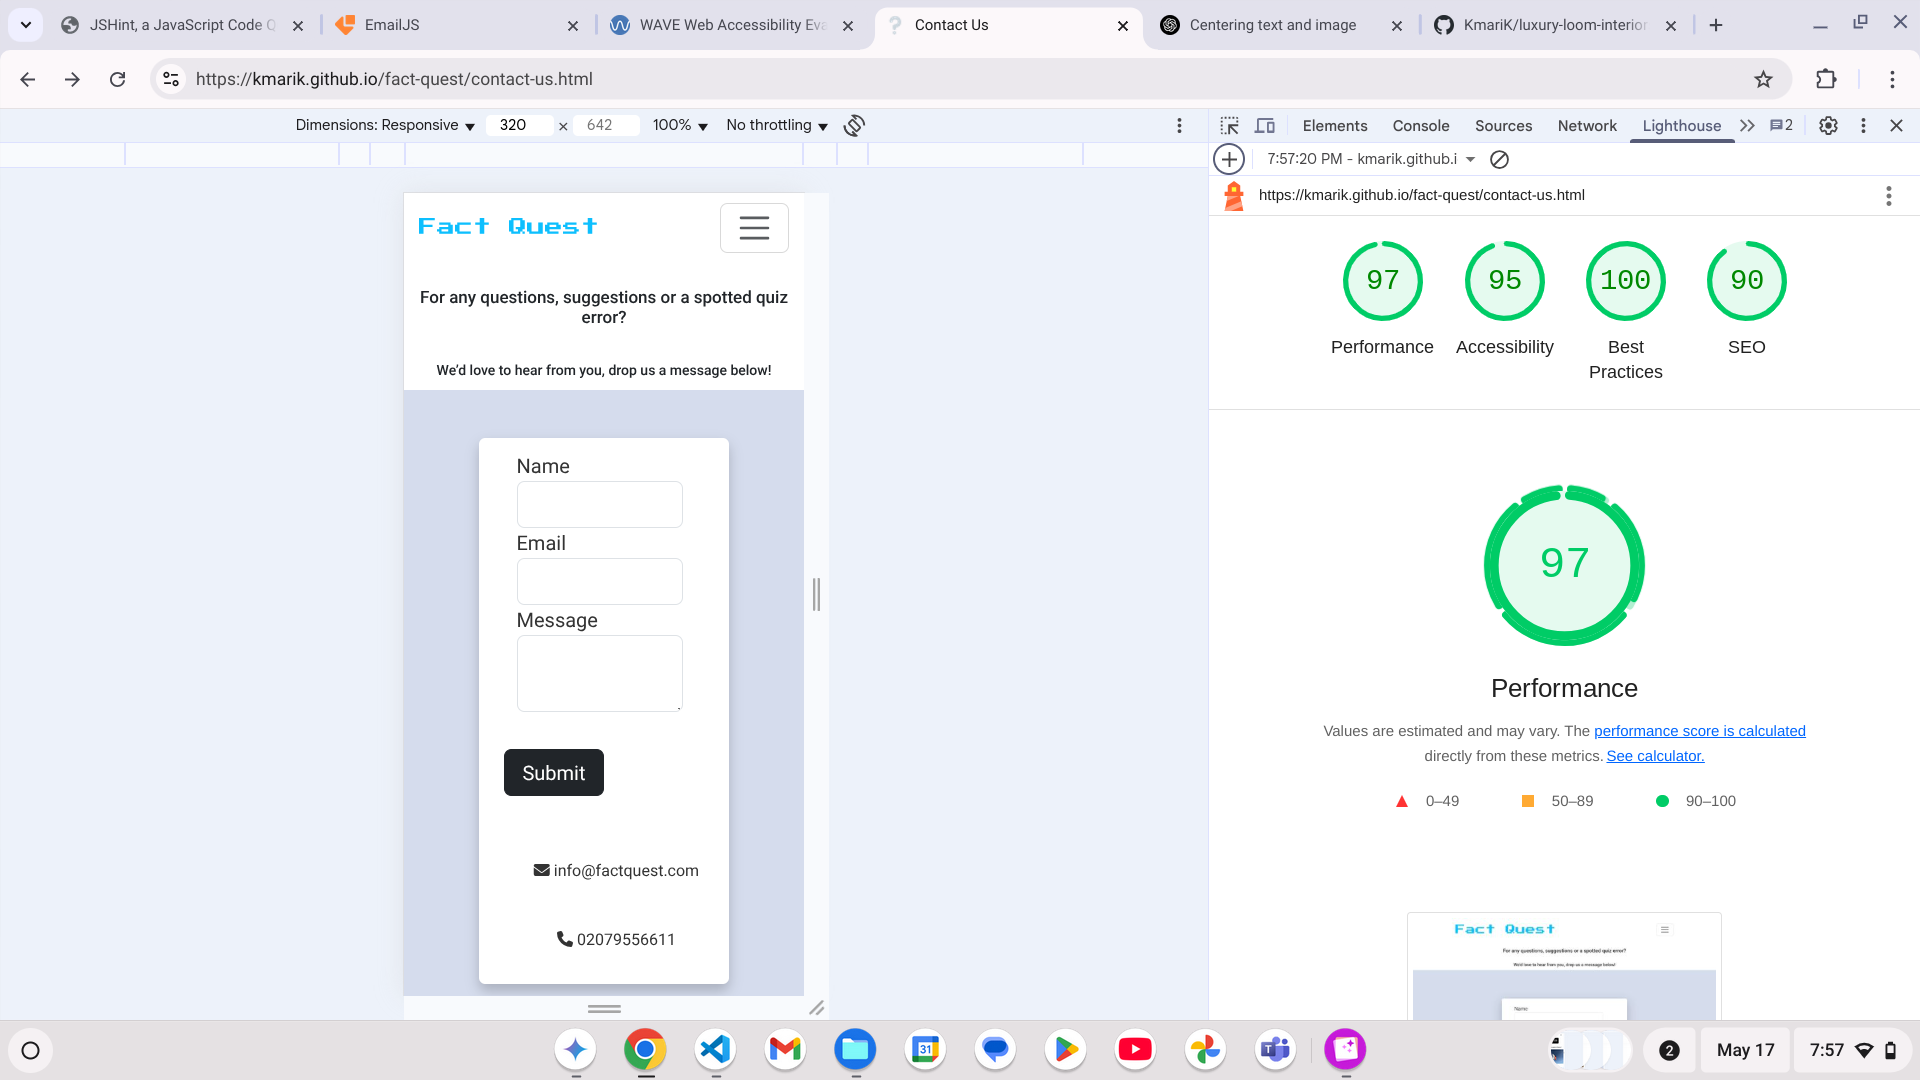 JSHint, a JavaScript Code Q
EmailJS
WAVE Web Accessibility Eva
Contact Us
Centering text and image
KmariK/luxury-loom-interior
https://kmarik.github.io/fact-quest/contact-us.html
Dimensions: Responsive
320
×
642
100%
No throttling
Elements
Console
Sources
Network
Lighthouse
2
7:57:20 PM - kmarik.github.i
https://kmarik.github.io/fact-quest/contact-us.html
Fact Quest
For any questions, suggestions or a spotted quiz
error?
We'd love to hear from you, drop us a message below!
Name
Email
Message
Submit
info@factquest.com
02079556611
97
95
100
90
Performance
Accessibility
Best
Practices
SEO
97
Performance
Values are estimated and may vary. The performance score is calculated
directly from these metrics. See calculator.
0–49
50–89
90–100
Fact Quest
For any questions, suggestions or a spotted quiz error?
We'd love to hear from you, drop us a message below!
Name
31
2
May 17
7:57